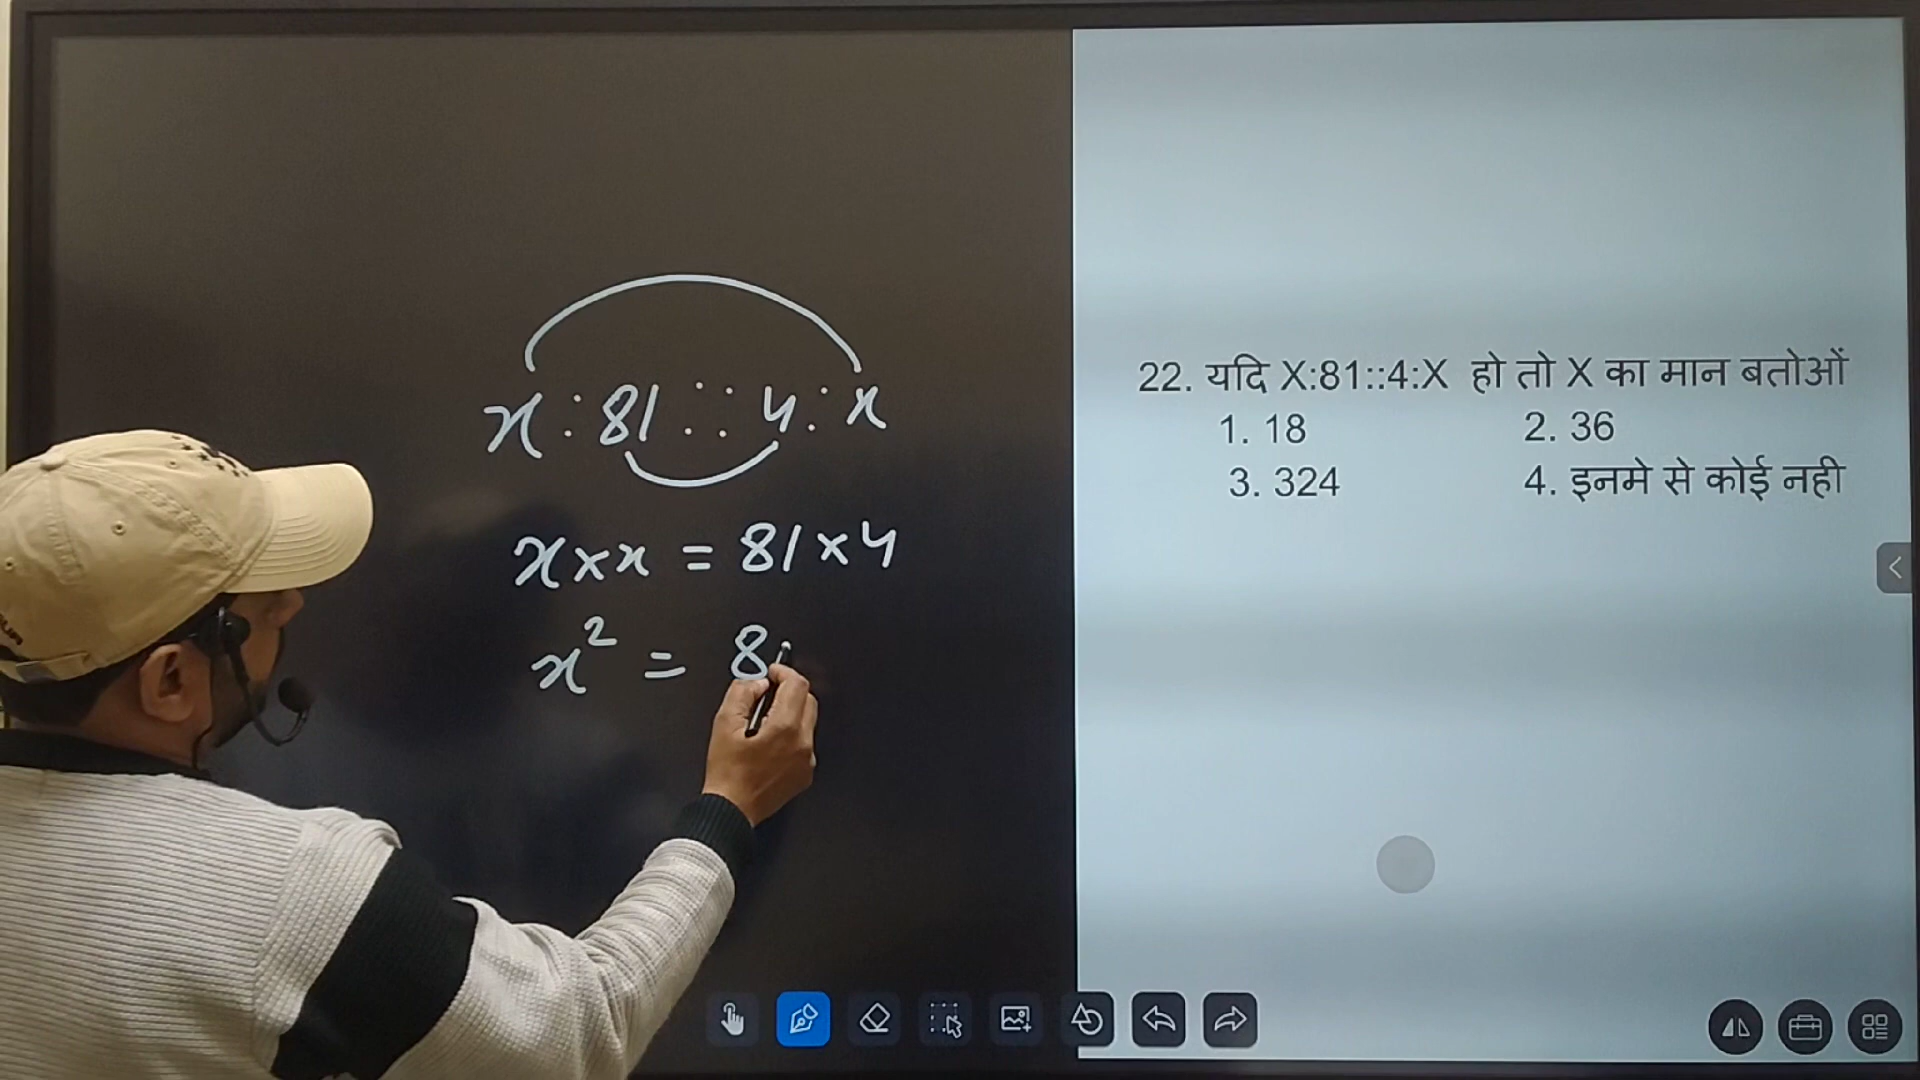 x : 81 :: 4 : x
x × x = 81 × 4
x² = 8
22. यदि X:81::4:X हो तो X का मान बतोओं
1. 18 2. 36
3. 324 4. इनमे से कोई नही